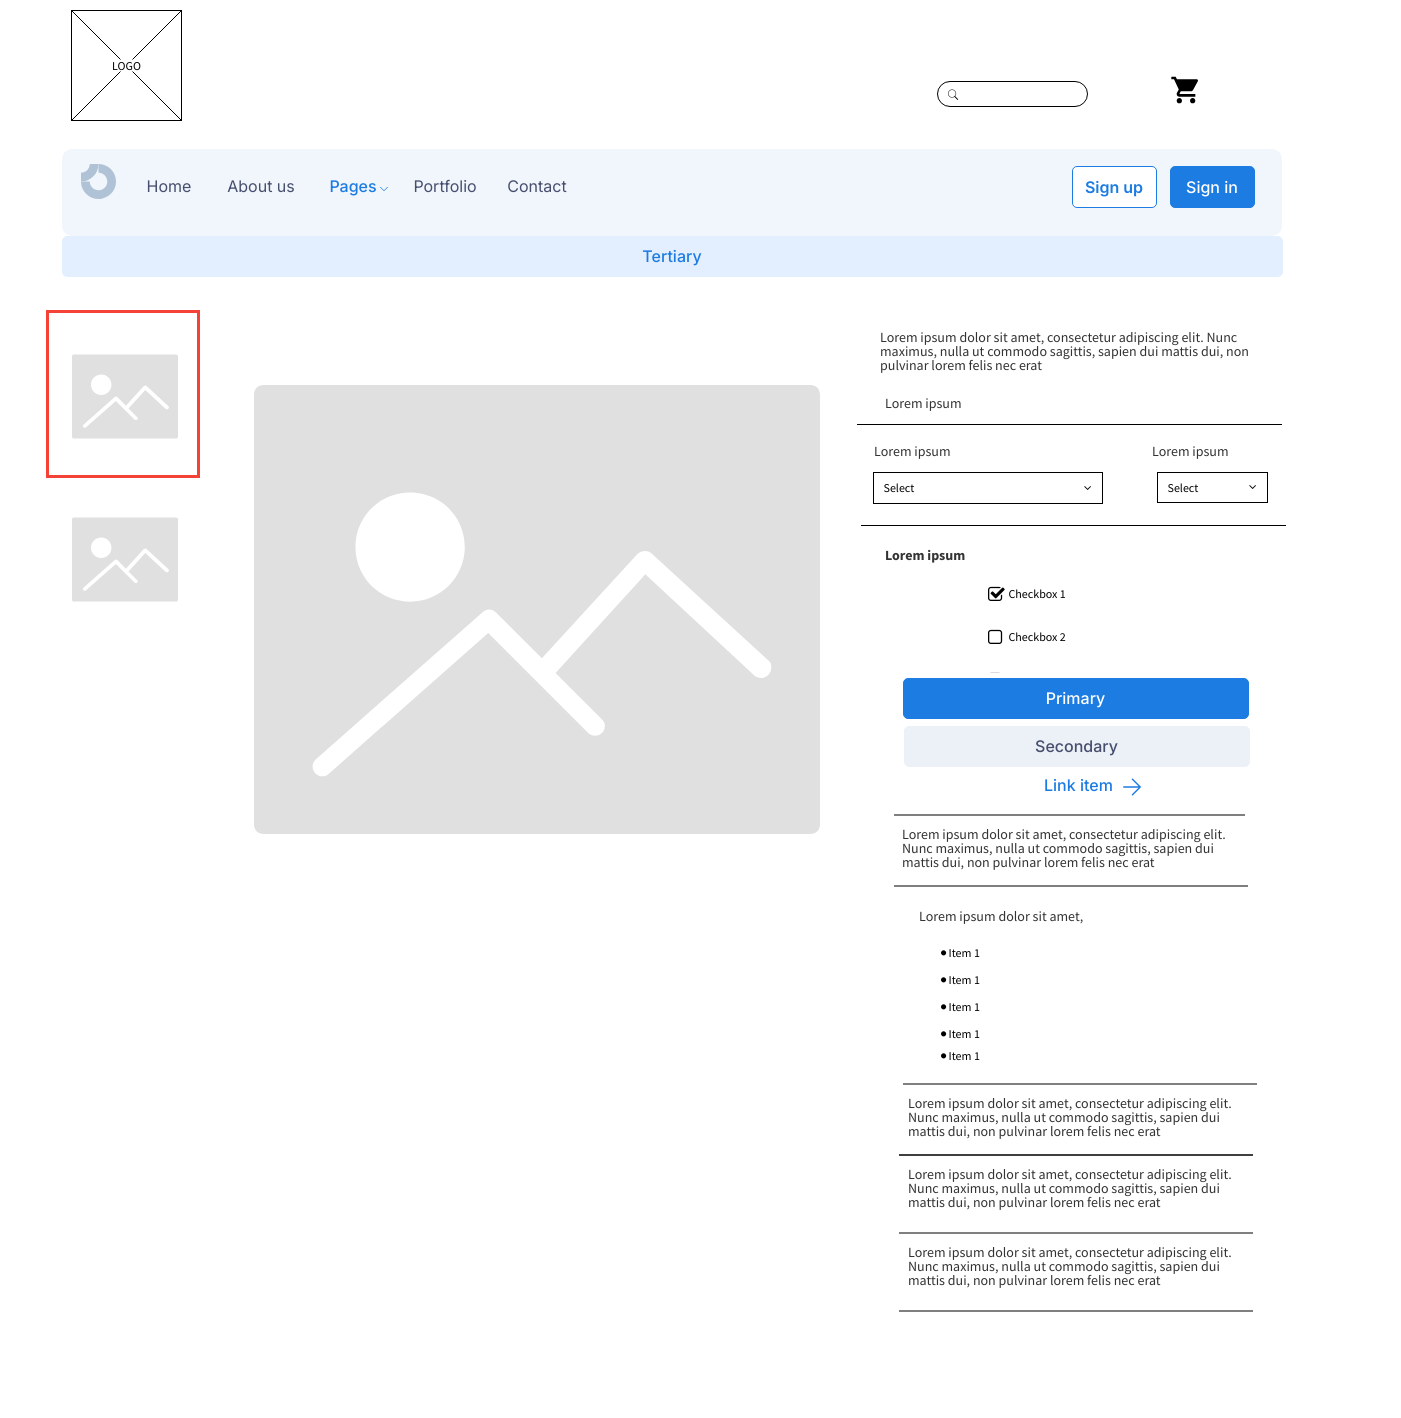 LOGO
Home About us Pages Portfolio Contact Sign up Sign in
Tertiary
Lorem ipsum dolor sit amet, consectetur adipiscing elit. Nunc
maximus, nulla ut commodo sagittis, sapien dui mattis dui, non
pulvinar lorem felis nec erat
Lorem ipsum
Lorem ipsum Lorem ipsum
Select Select
Lorem ipsum
Checkbox 1
Checkbox 2
Primary
Secondary
Link item
Lorem ipsum dolor sit amet, consectetur adipiscing elit.
Nunc maximus, nulla ut commodo sagittis, sapien dui
mattis dui, non pulvinar lorem felis nec erat
Lorem ipsum dolor sit amet,
Item 1
Item 1
Item 1
Item 1
Item 1
Lorem ipsum dolor sit amet, consectetur adipiscing elit.
Nunc maximus, nulla ut commodo sagittis, sapien dui
mattis dui, non pulvinar lorem felis nec erat
Lorem ipsum dolor sit amet, consectetur adipiscing elit.
Nunc maximus, nulla ut commodo sagittis, sapien dui
mattis dui, non pulvinar lorem felis nec erat
Lorem ipsum dolor sit amet, consectetur adipiscing elit.
Nunc maximus, nulla ut commodo sagittis, sapien dui
mattis dui, non pulvinar lorem felis nec erat